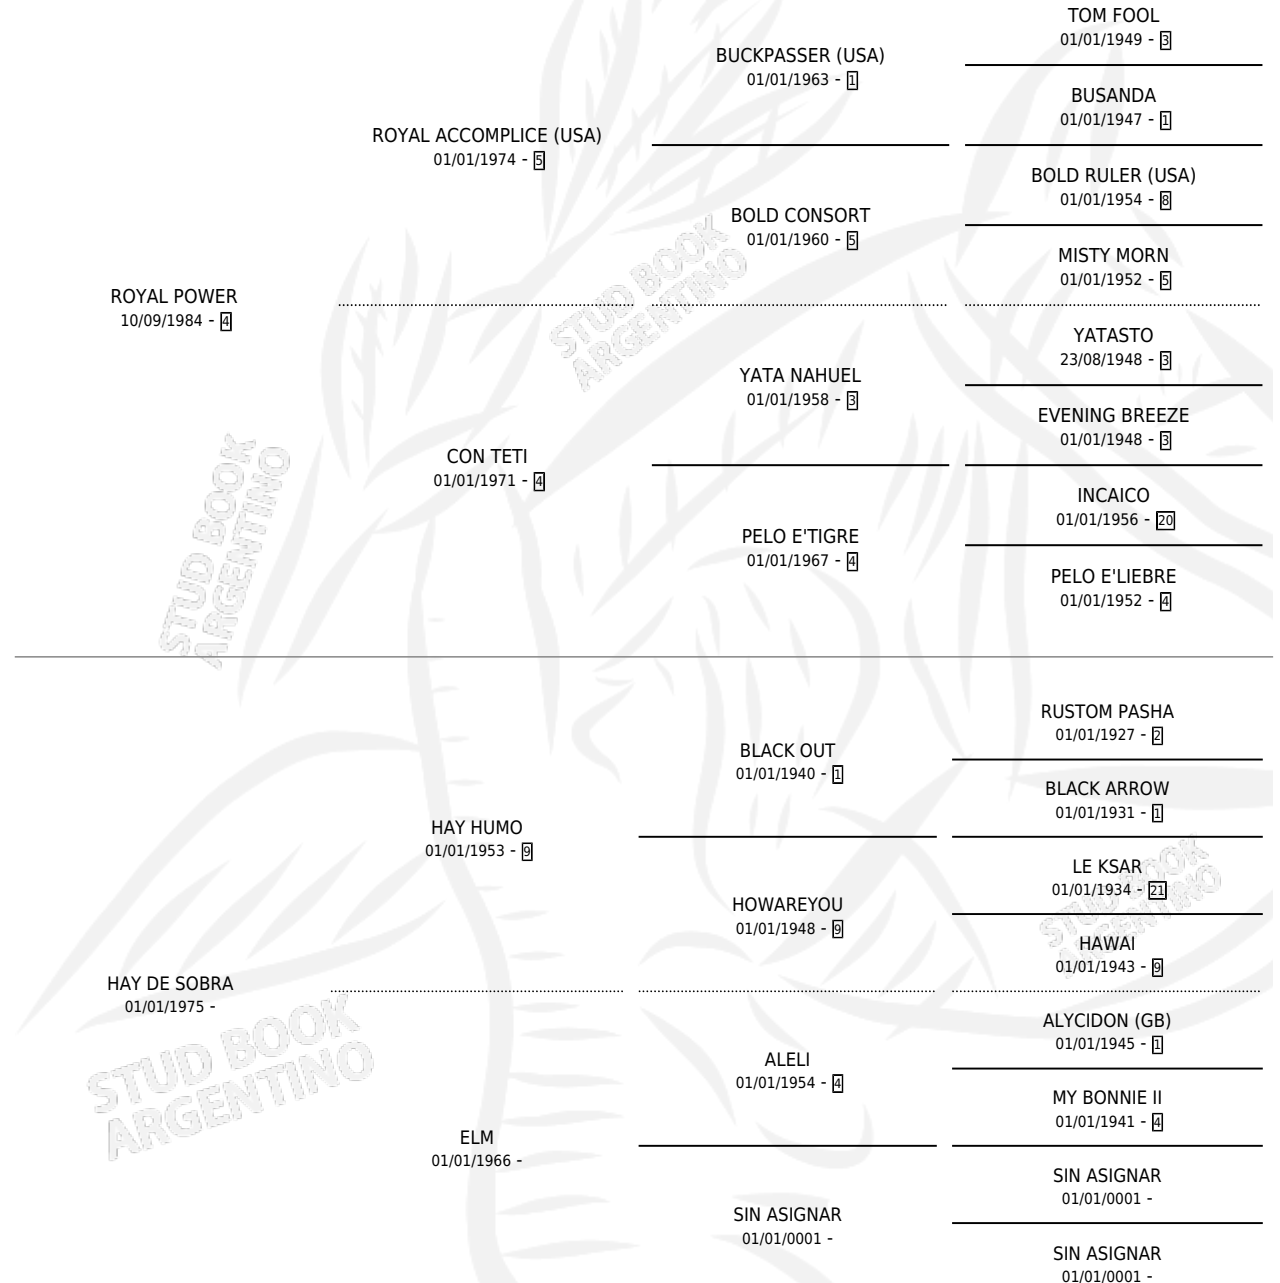 TOM FOOL
01/01/1949 - 3
BUCKPASSER (USA)
01/01/1963 - 1
BUSANDA
01/01/1947 - 1
ROYAL ACCOMPLICE (USA)
01/01/1974 - 5
BOLD RULER (USA)
01/01/1954 - 8
BOLD CONSORT
01/01/1960 - 5
MISTY MORN
01/01/1952 - 5
STUD BOOK
ARGENTINO
ROYAL POWER
10/09/1984 - 4
YATASTO
23/08/1948 - 3
YATA NAHUEL
01/01/1958 - 3
EVENING BREEZE
01/01/1948 - 3
CON TETI
01/01/1971 - 4
INCAICO
01/01/1956 - 20
PELO E'TIGRE
01/01/1967 - 4
PELO E'LIEBRE
01/01/1952 - 4
STUD BOOK
ARGENTINO
RUSTOM PASHA
01/01/1927 - 2
BLACK OUT
01/01/1940 - 1
BLACK ARROW
01/01/1931 - 1
HAY HUMO
01/01/1953 - 9
LE KSAR
01/01/1934 - 21
HOWAREYOU
01/01/1948 - 9
HAWAI
01/01/1943 - 9
STUD BOOK
ARGENTINO
HAY DE SOBRA
01/01/1975 -
ALYCIDON (GB)
01/01/1945 - 1
ALELI
01/01/1954 - 4
MY BONNIE II
01/01/1941 - 4
STUD BOOK
ARGENTINO
ELM
01/01/1966 -
SIN ASIGNAR
01/01/0001 -
SIN ASIGNAR
01/01/0001 -
SIN ASIGNAR
01/01/0001 -